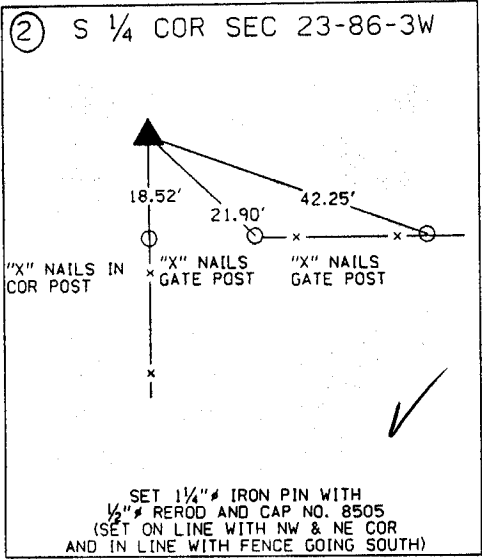 ② S ¼ COR SEC 23-86-3W
18.52'
21.90'
42.25'
"X" NAILS IN
COR POST
"X" NAILS
GATE POST
"X" NAILS
GATE POST
SET 1¼"ø IRON PIN WITH
½"ø REROD AND CAP NO. 8505
(SET ON LINE WITH NW & NE COR
AND IN LINE WITH FENCE GOING SOUTH)